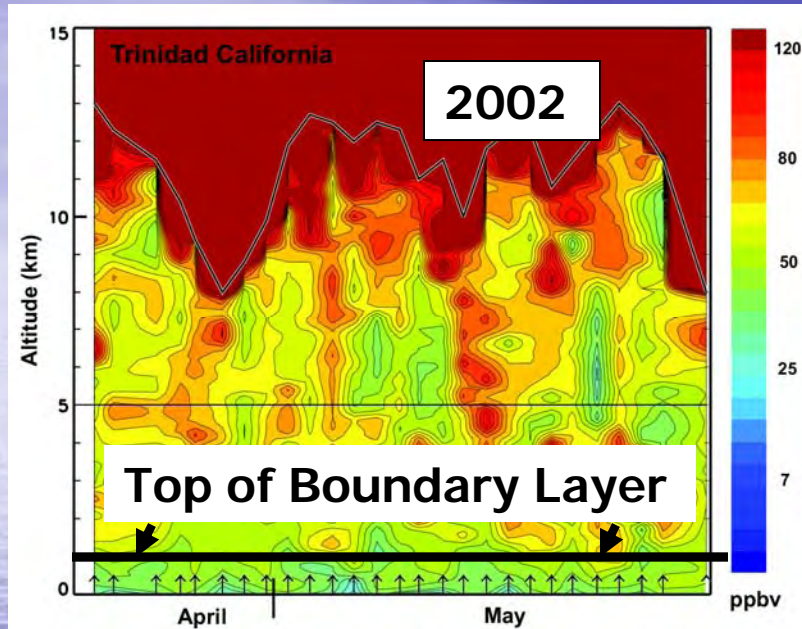 15
Trinidad California
2002
120
80
10
50
Altitude (km)
5
25
Top of Boundary Layer
7
0
ppbv
April
May